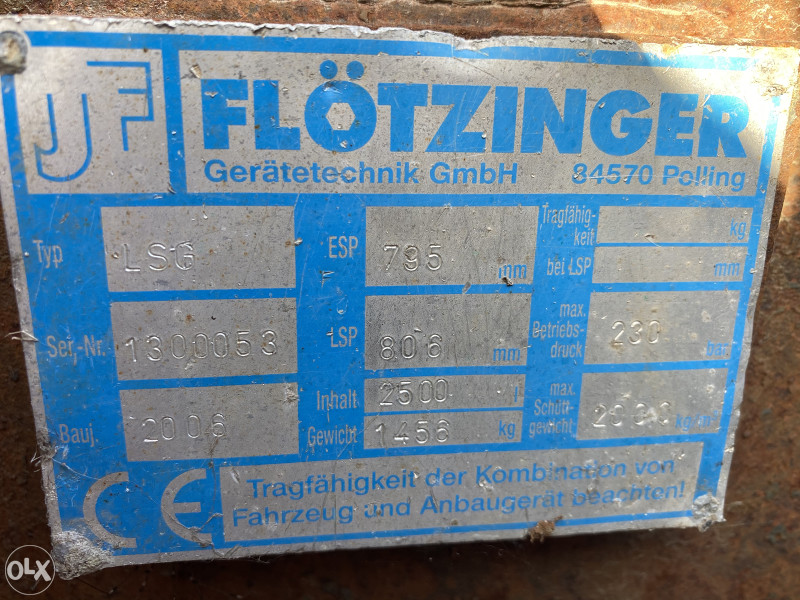 JF
FLÖTZINGER
Gerätetechnik GmbH 84570 Polling
Typ LSG ESP 795 mm Tragfähig-
keit kg
bei LSP mm
Ser.-Nr. 1300053 LSP 806 mm max.
Betriebs-
druck 230 bar
Bauj. 2006 Inhalt 2500 l
Gewicht 1456 kg max.
Schütt-
gewicht kg/m³
CE
Tragfähigkeit der Kombination von
Fahrzeug und Anbaugerät beachten!
OLX